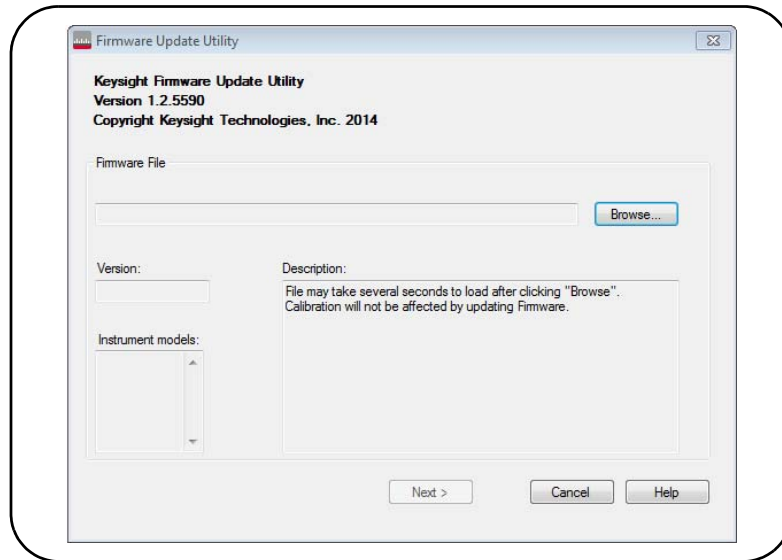 Firmware Update Utility
Keysight Firmware Update Utility
Version 1.2.5590
Copyright Keysight Technologies, Inc. 2014
Firmware File
Browse...
Version:
Description:
File may take several seconds to load after clicking "Browse".
Calibration will not be affected by updating Firmware.
Instrument models:
Next >
Cancel
Help